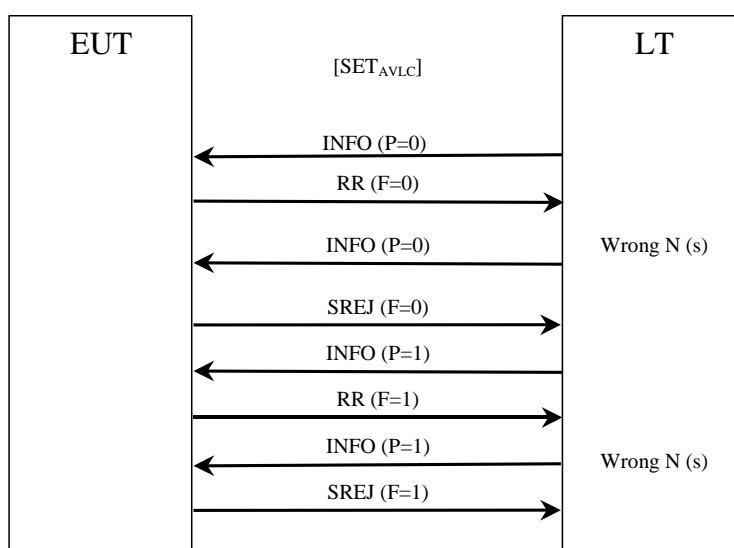 EUT
LT
[SETAVLC]
INFO (P=0)
RR (F=0)
INFO (P=0)
Wrong N (s)
SREJ (F=0)
INFO (P=1)
RR (F=1)
INFO (P=1)
Wrong N (s)
SREJ (F=1)